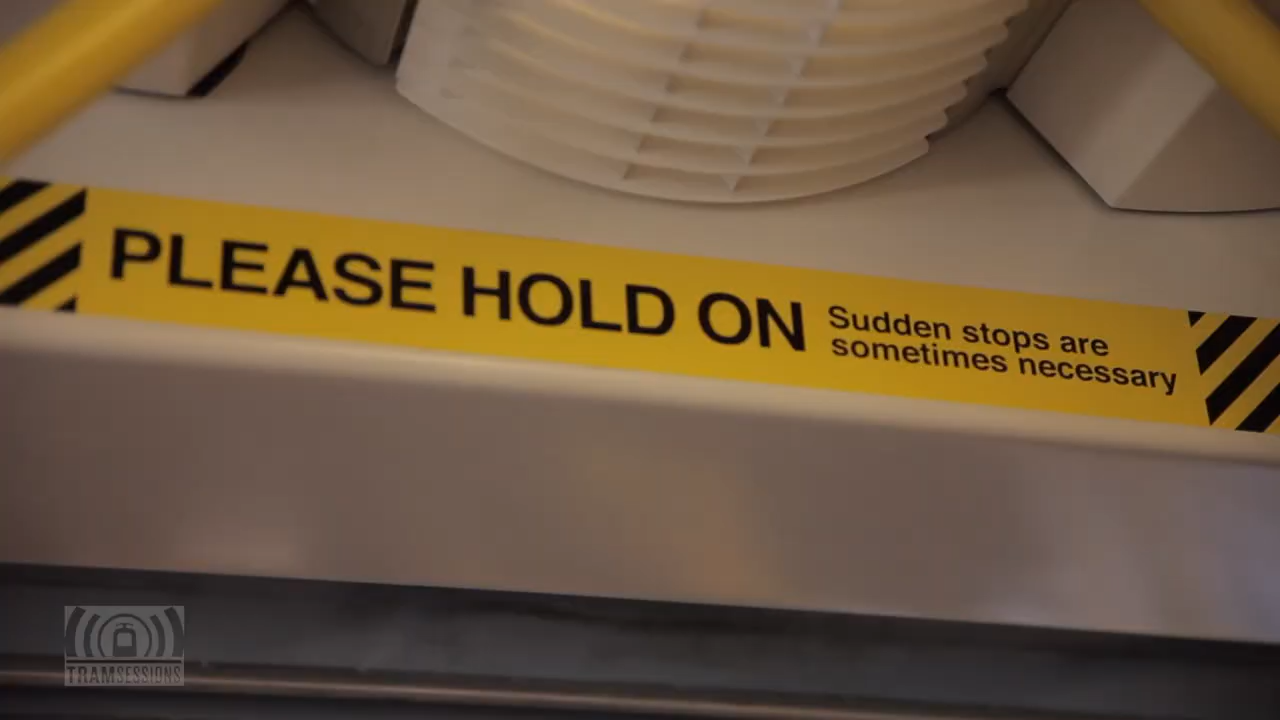 PLEASE HOLD ON
Sudden stops are
sometimes necessary
TRAMSESSIONS